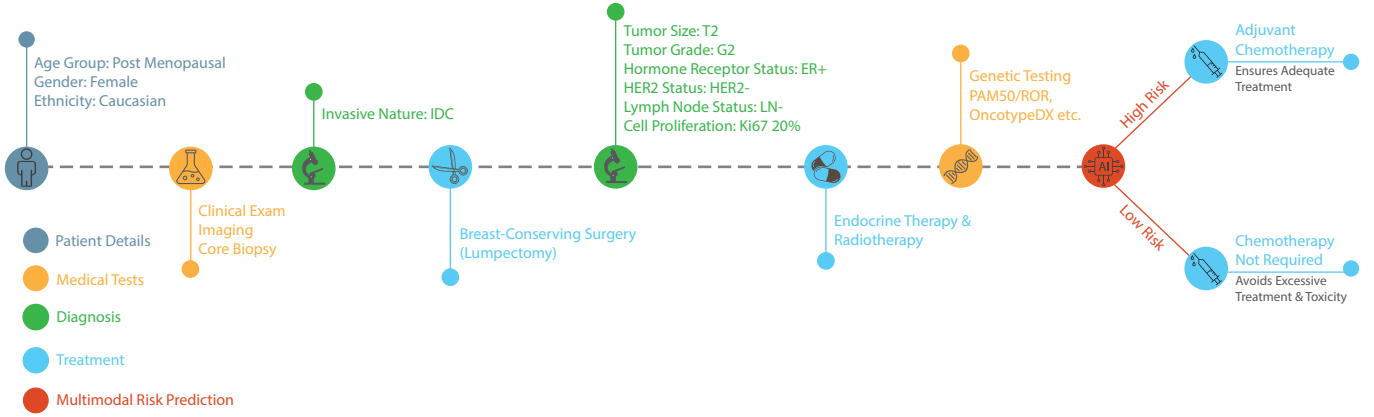 Age Group: Post Menopausal
Gender: Female
Ethnicity: Caucasian
Clinical Exam
Imaging
Core Biopsy
Invasive Nature: IDC
Breast-Conserving Surgery
(Lumpectomy)
Tumor Size: T2
Tumor Grade: G2
Hormone Receptor Status: ER+
HER2 Status: HER2-
Lymph Node Status: LN-
Cell Proliferation: Ki67 20%
Endocrine Therapy &
Radiotherapy
Genetic Testing
PAM50/ROR,
OncotypeDX etc.
AI
High Risk
Adjuvant
Chemotherapy
Ensures Adequate
Treatment
Low Risk
Chemotherapy
Not Required
Avoids Excessive
Treatment & Toxicity
Patient Details
Medical Tests
Diagnosis
Treatment
Multimodal Risk Prediction